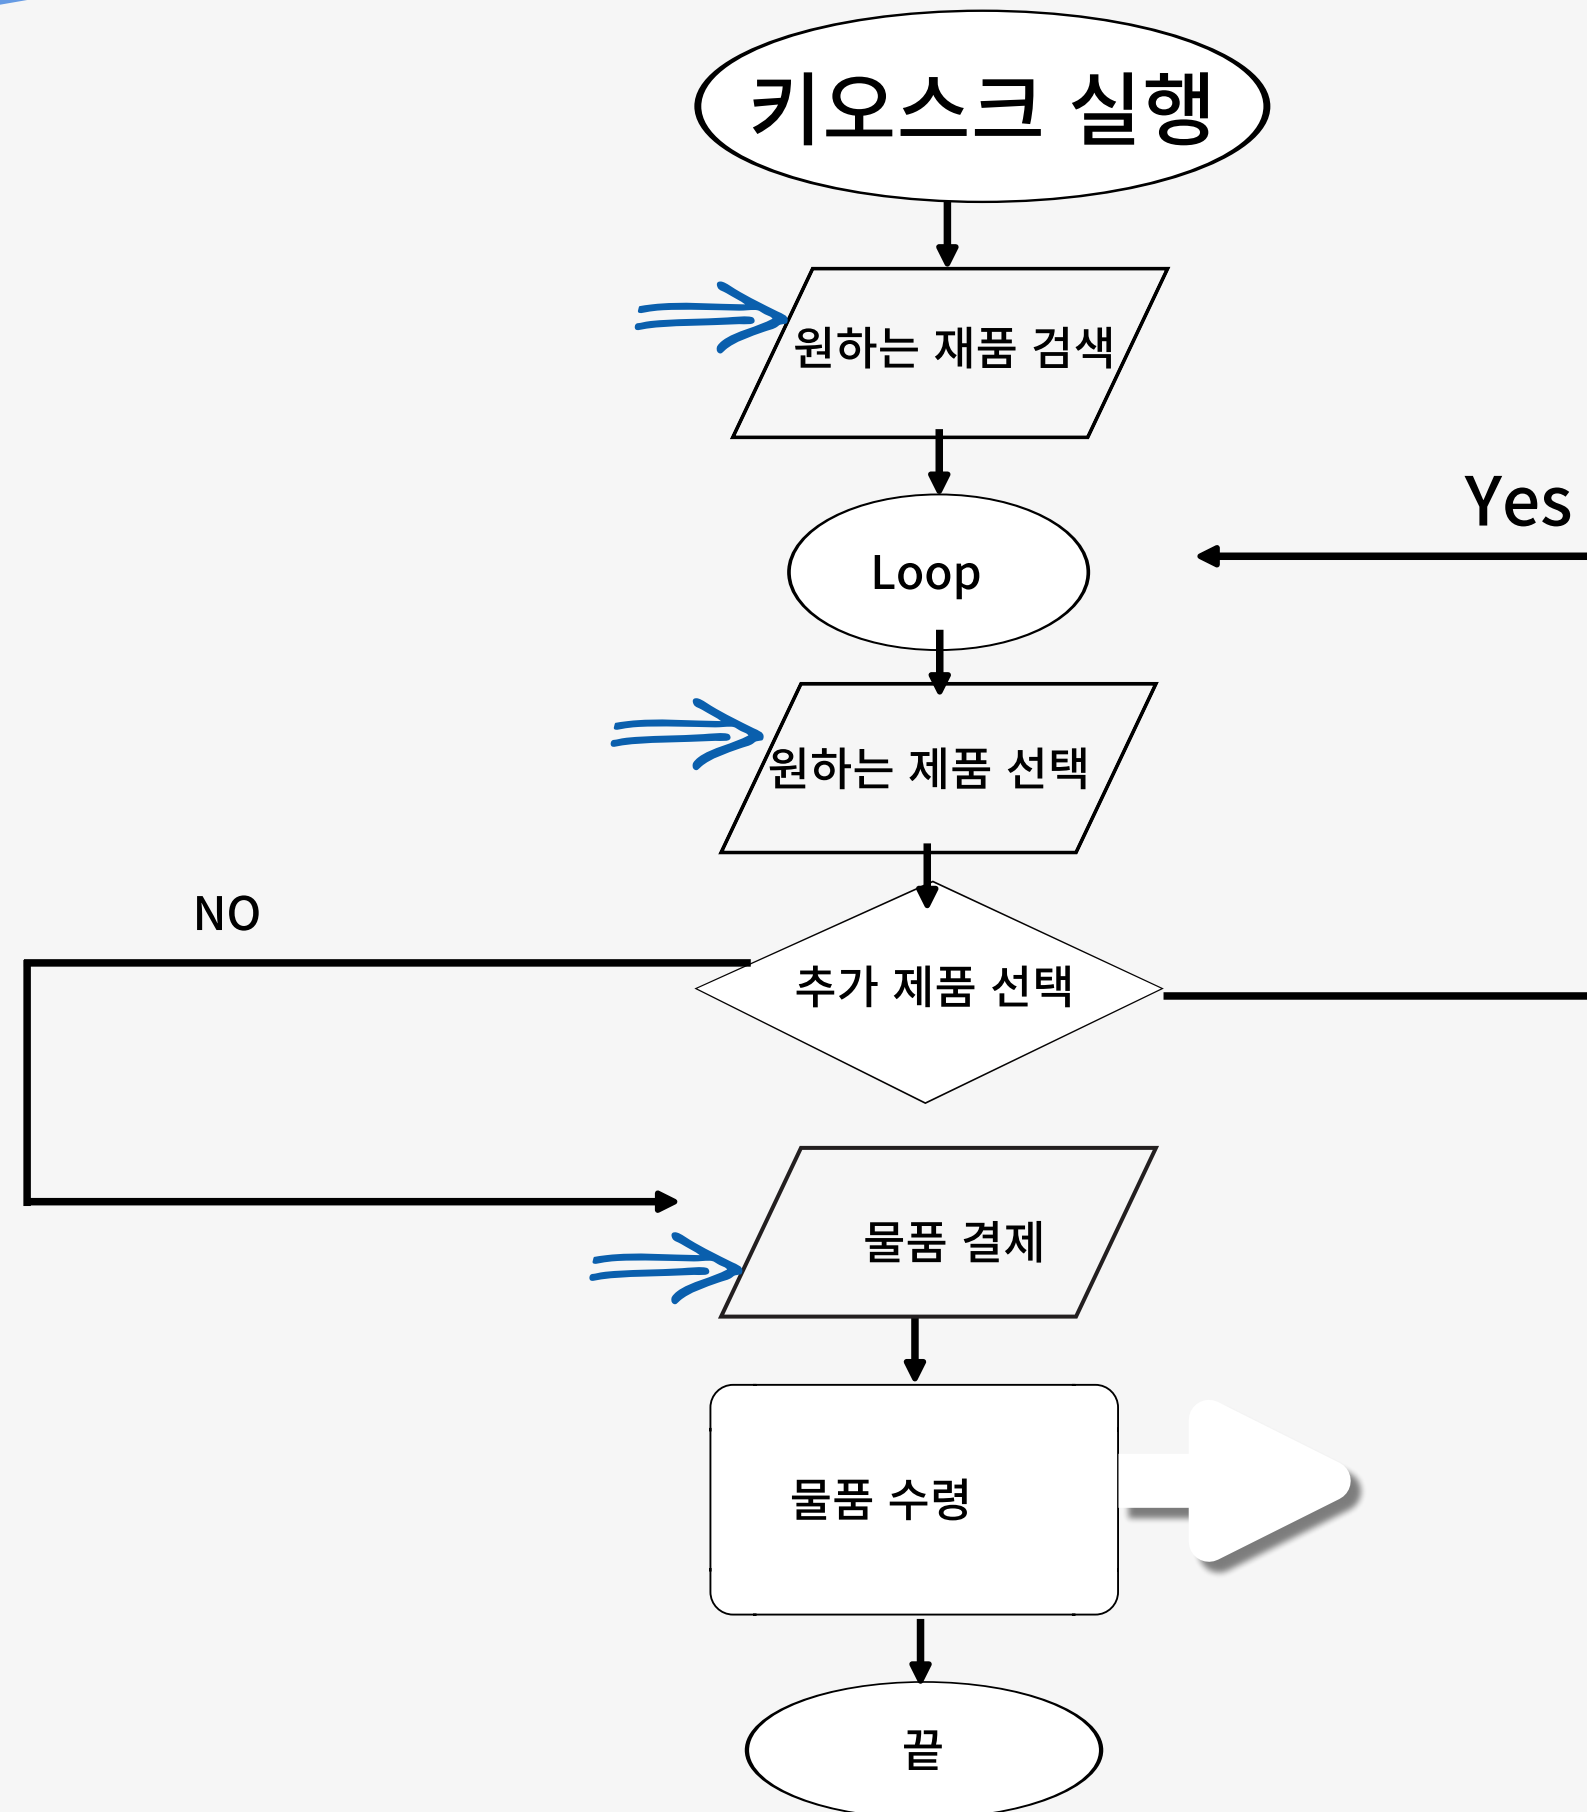 키오스크 실행
원하는 재품 검색
Yes
Loop
원하는 제품 선택
NO
추가 제품 선택
물품 결제
물품 수령
끝